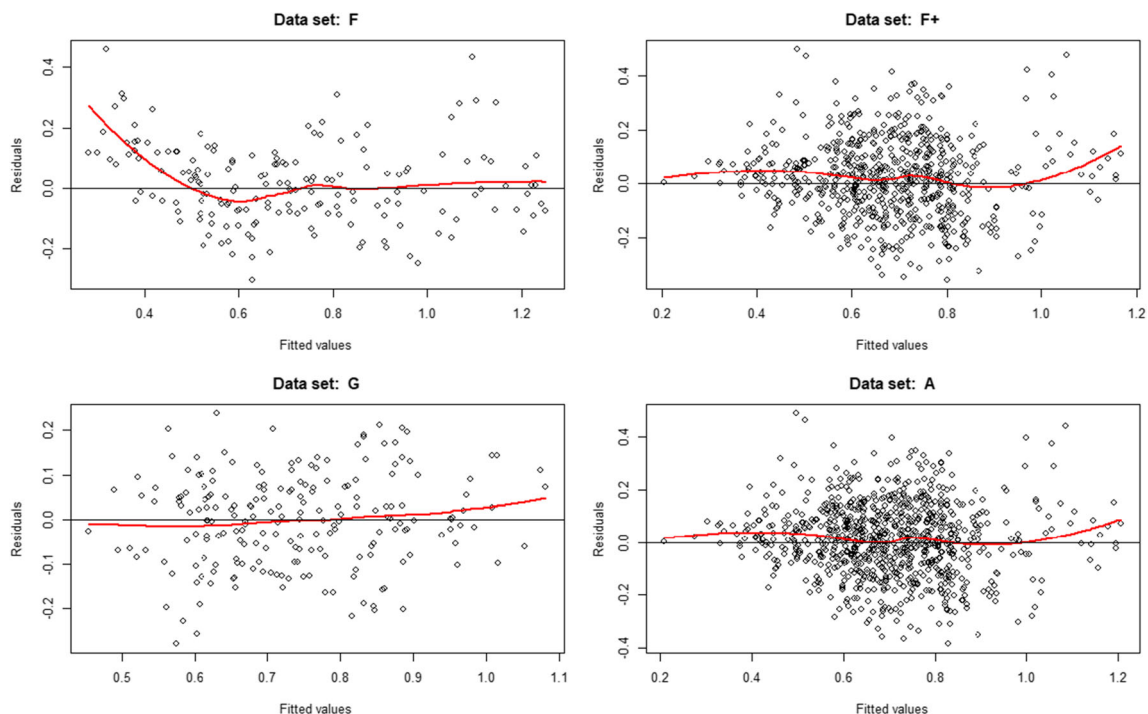 Data set: F
Residuals
0.4
0.2
0.0
-0.2
0.4 0.6 0.8 1.0 1.2
Fitted values
Data set: F+
Residuals
0.4
0.2
0.0
-0.2
0.2 0.4 0.6 0.8 1.0 1.2
Fitted values
Data set: G
Residuals
0.2
0.1
0.0
-0.1
-0.2
0.5 0.6 0.7 0.8 0.9 1.0 1.1
Fitted values
Data set: A
Residuals
0.4
0.2
0.0
-0.2
-0.4
0.2 0.4 0.6 0.8 1.0 1.2
Fitted values